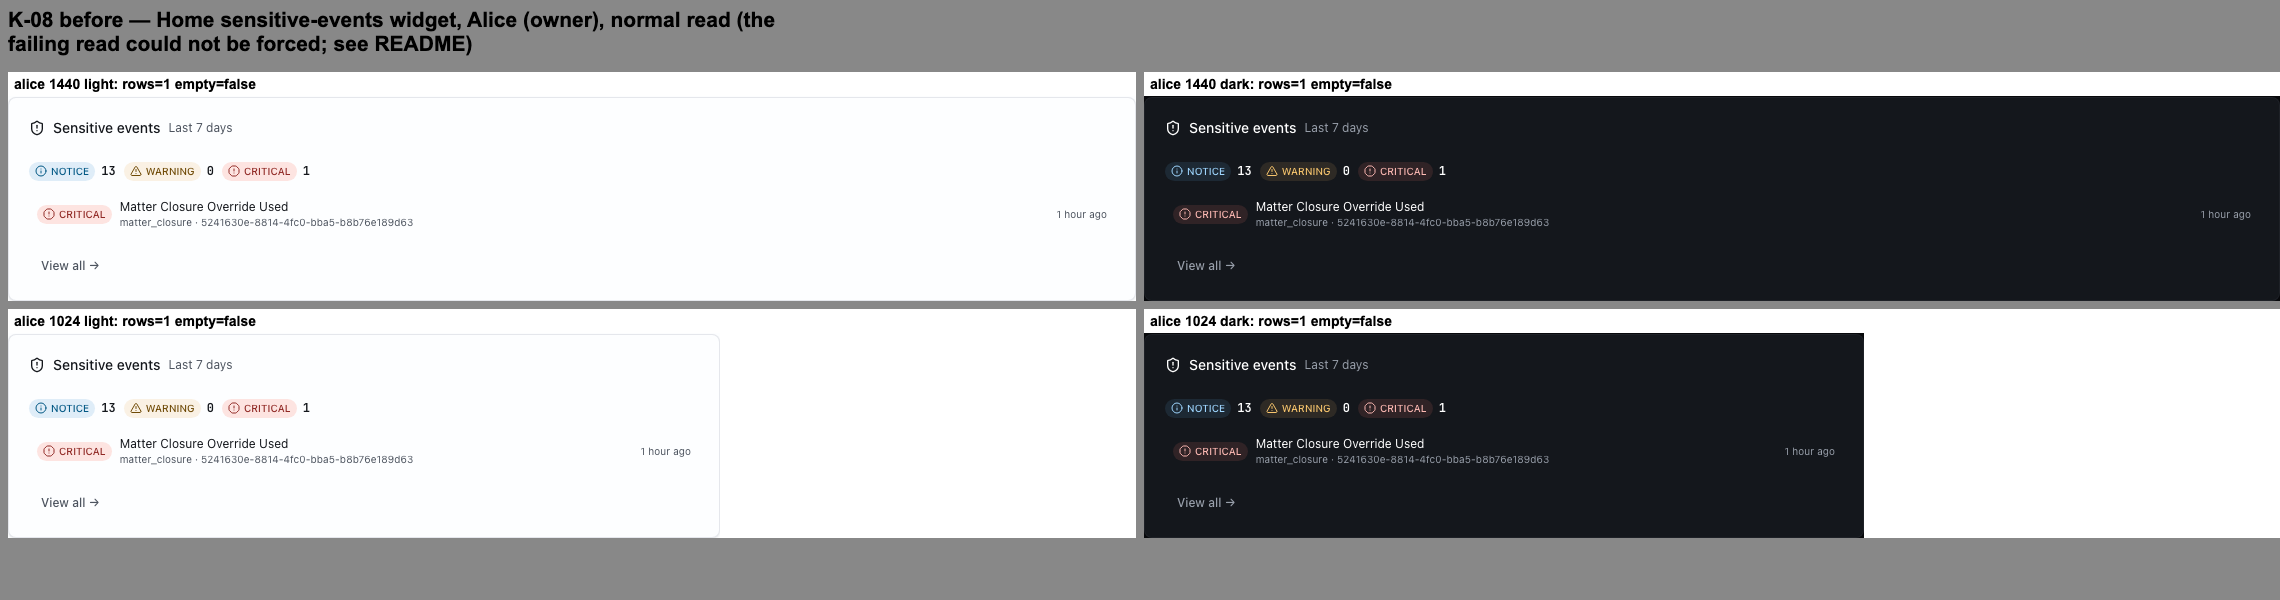 K-08 before — Home sensitive-events widget, Alice (owner), normal read (the
failing read could not be forced; see README)
alice 1440 light: rows=1 empty=false
Sensitive events Last 7 days
NOTICE 13 WARNING 0 CRITICAL 1
CRITICAL Matter Closure Override Used
matter_closure · 5241630e-8814-4fc0-bba5-b8b76e189d63
1 hour ago
View all →
alice 1440 dark: rows=1 empty=false
Sensitive events Last 7 days
NOTICE 13 WARNING 0 CRITICAL 1
CRITICAL Matter Closure Override Used
matter_closure · 5241630e-8814-4fc0-bba5-b8b76e189d63
1 hour ago
View all →
alice 1024 light: rows=1 empty=false
Sensitive events Last 7 days
NOTICE 13 WARNING 0 CRITICAL 1
CRITICAL Matter Closure Override Used
matter_closure · 5241630e-8814-4fc0-bba5-b8b76e189d63
1 hour ago
View all →
alice 1024 dark: rows=1 empty=false
Sensitive events Last 7 days
NOTICE 13 WARNING 0 CRITICAL 1
CRITICAL Matter Closure Override Used
matter_closure · 5241630e-8814-4fc0-bba5-b8b76e189d63
1 hour ago
View all →